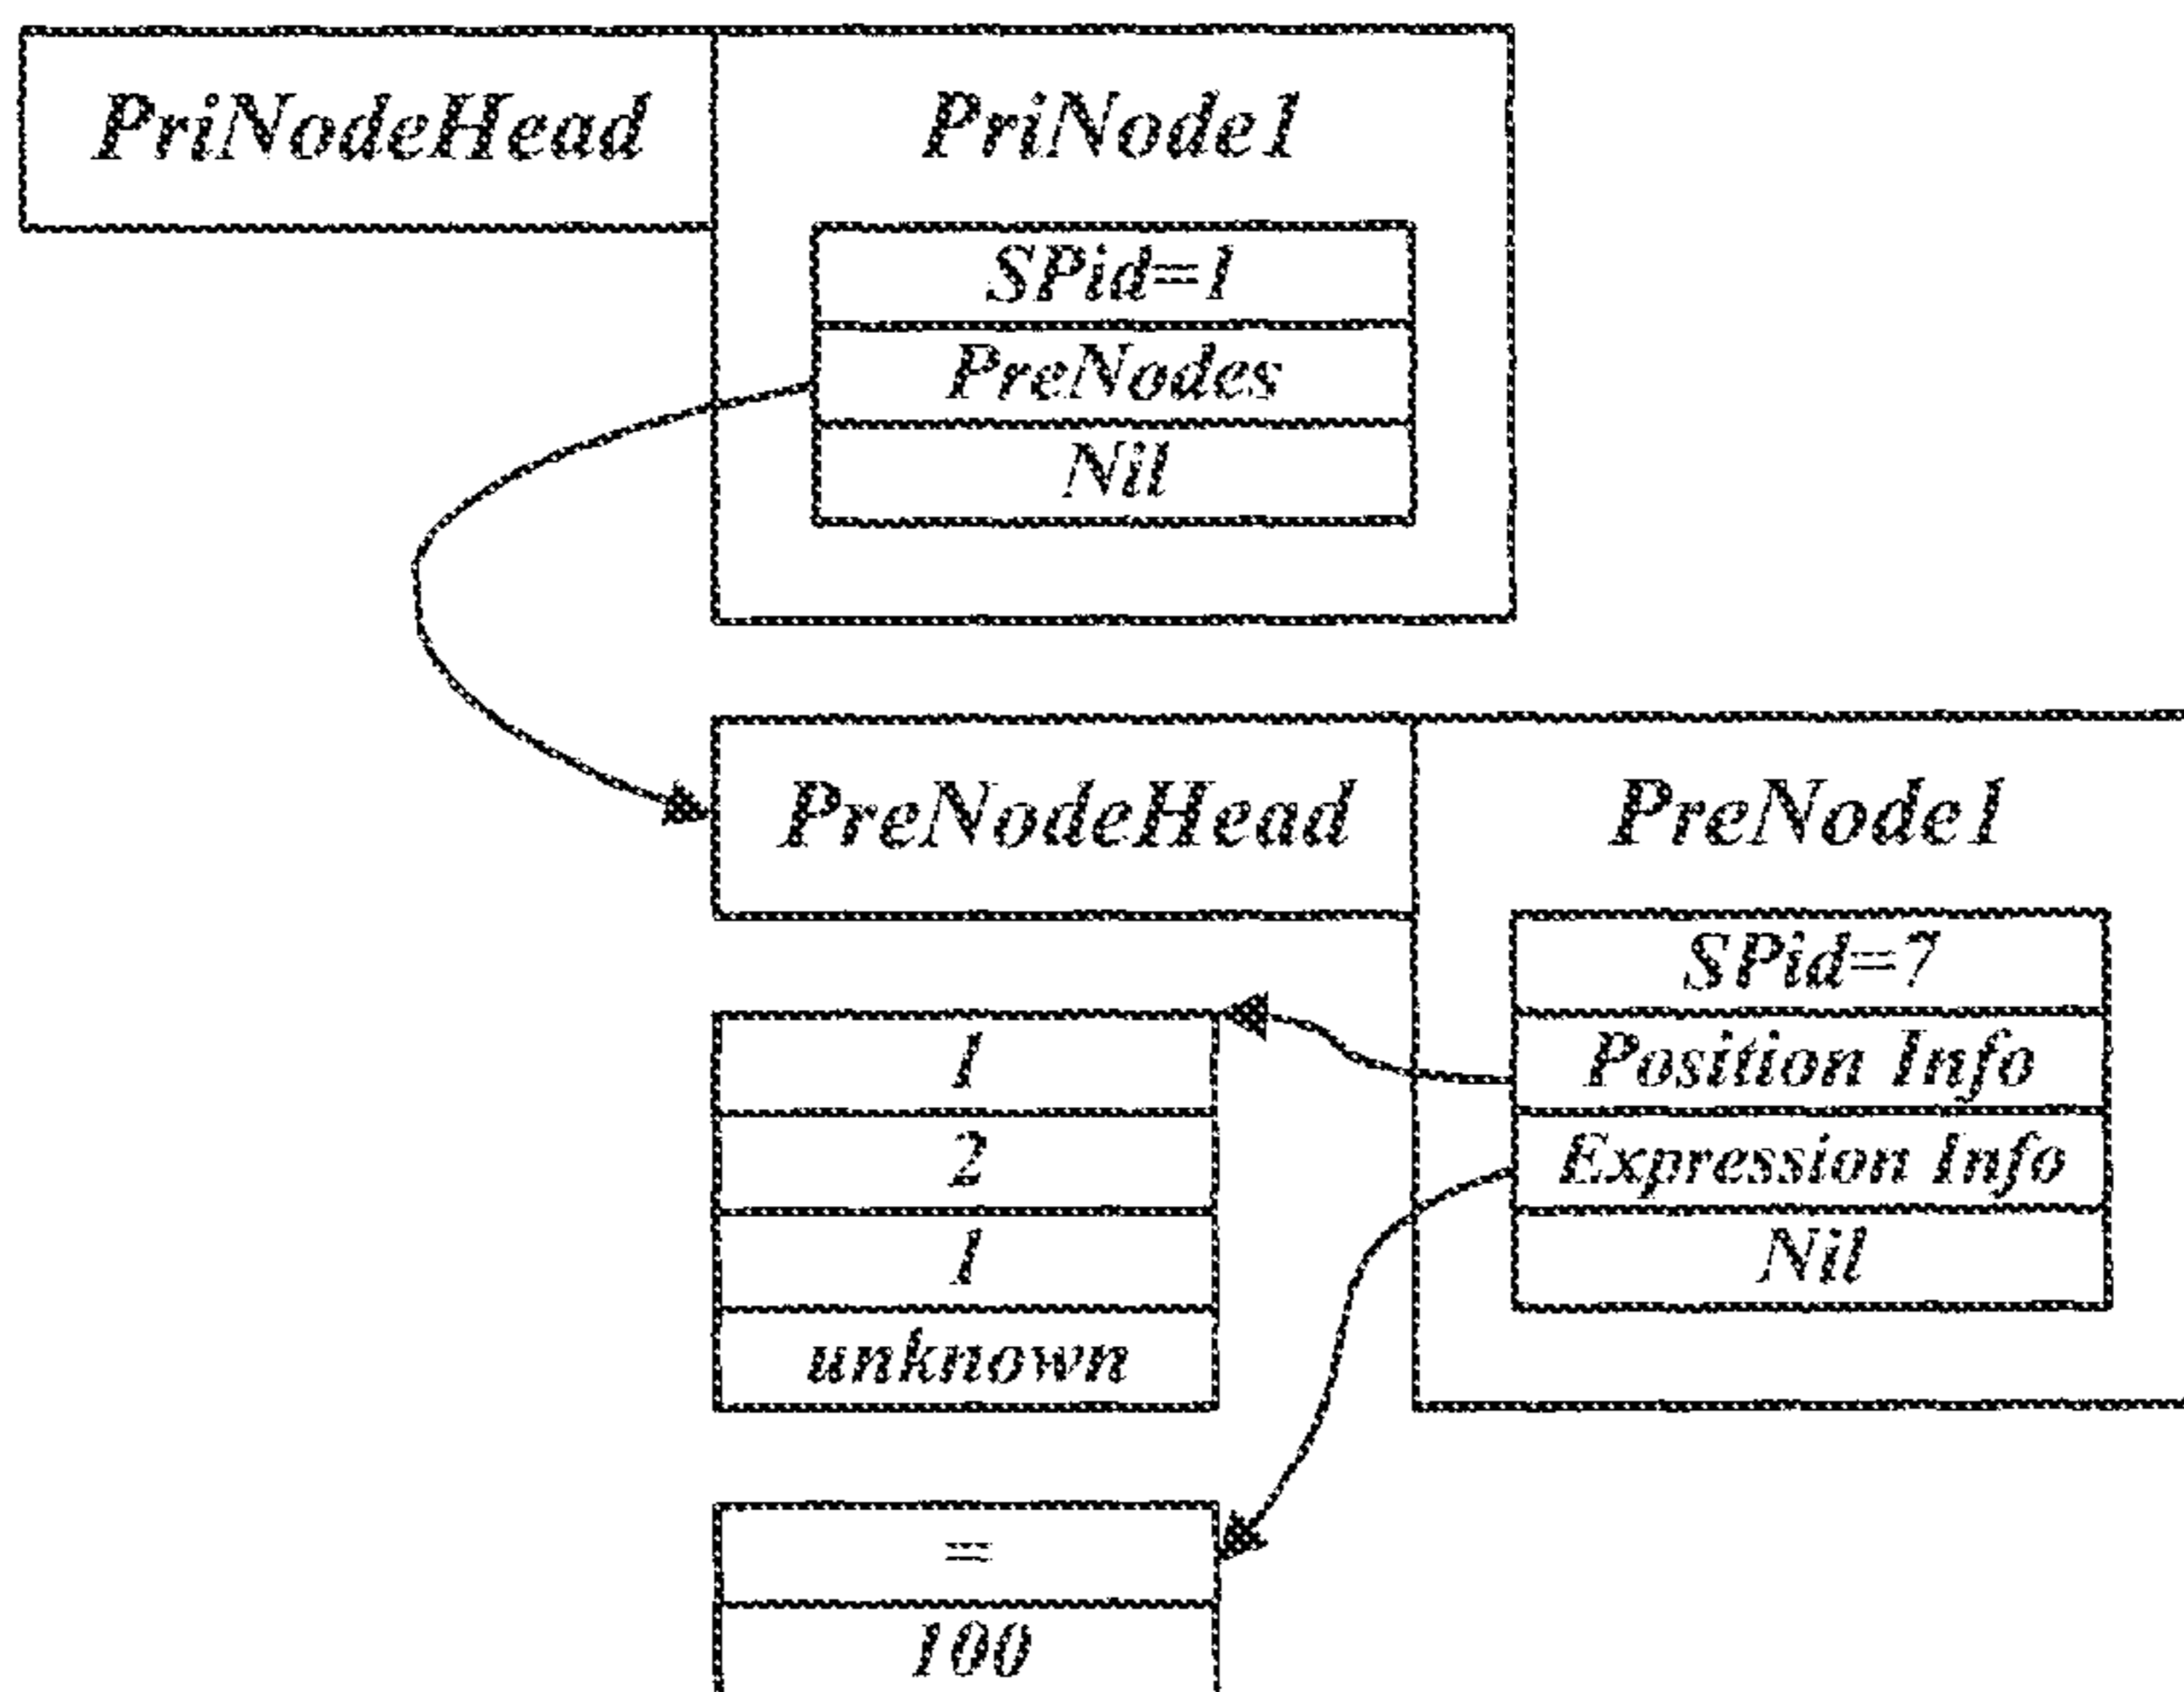 PriNodeHead
PriNode1
SPid=1
PreNodes
Nil
PreNodeHead
PreNode1
SPid=7
Position Info
Expression Info
Nil
1
2
1
unknown
=
100